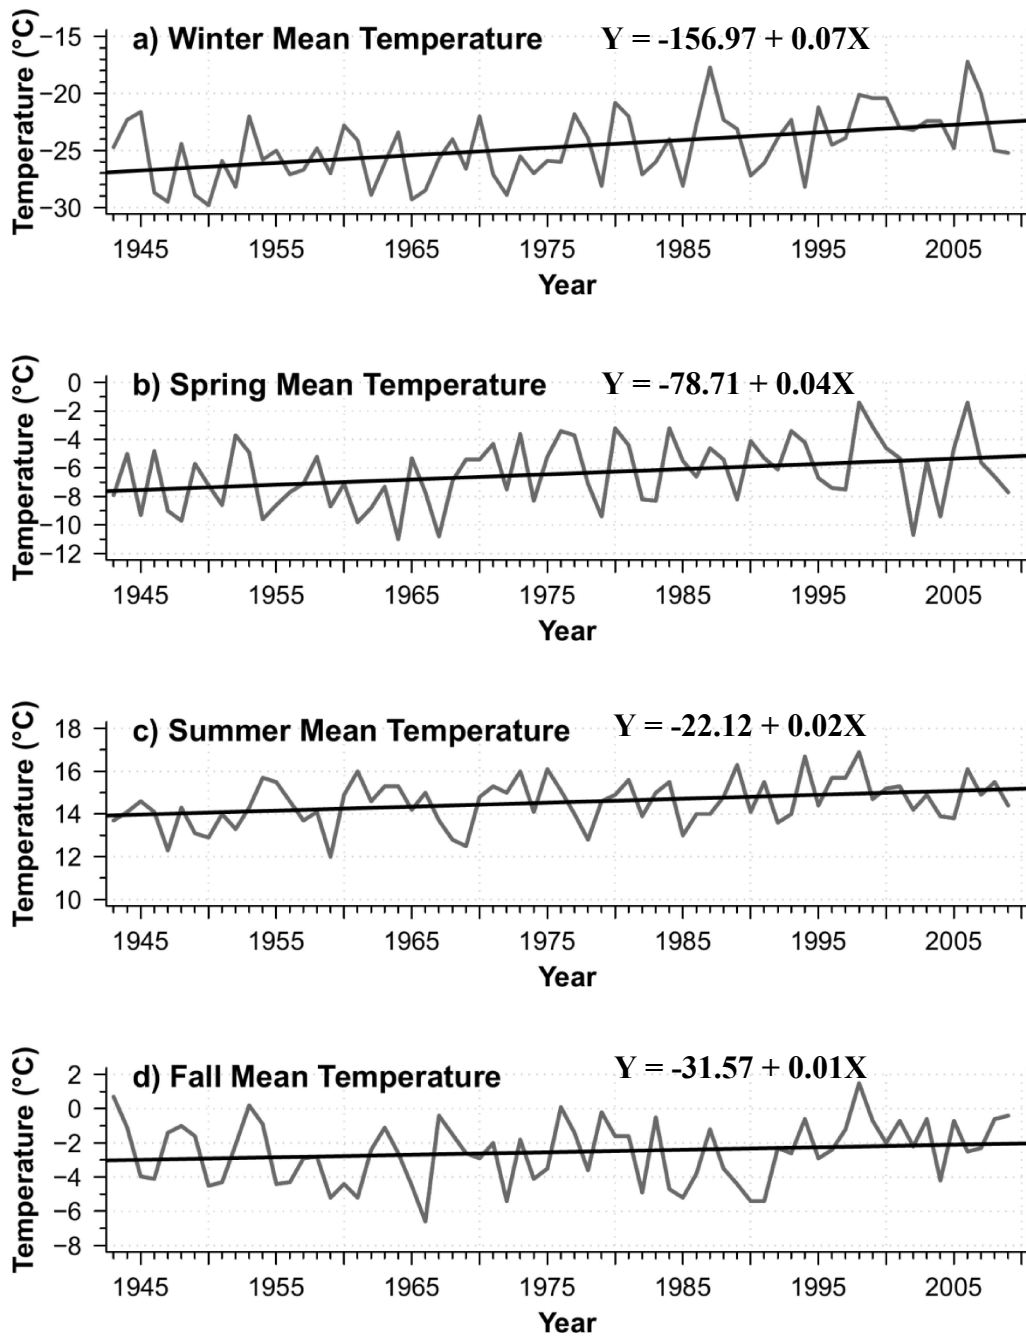 a) Winter Mean Temperature
Y = -156.97 + 0.07X
Temperature (°C)
−15
−20
−25
−30
1945 1955 1965 1975 1985 1995 2005
Year
b) Spring Mean Temperature
Y = -78.71 + 0.04X
Temperature (°C)
0
−2
−4
−6
−8
−10
−12
1945 1955 1965 1975 1985 1995 2005
Year
c) Summer Mean Temperature
Y = -22.12 + 0.02X
Temperature (°C)
18
16
14
12
10
1945 1955 1965 1975 1985 1995 2005
Year
d) Fall Mean Temperature
Y = -31.57 + 0.01X
Temperature (°C)
2
0
−2
−4
−6
−8
1945 1955 1965 1975 1985 1995 2005
Year